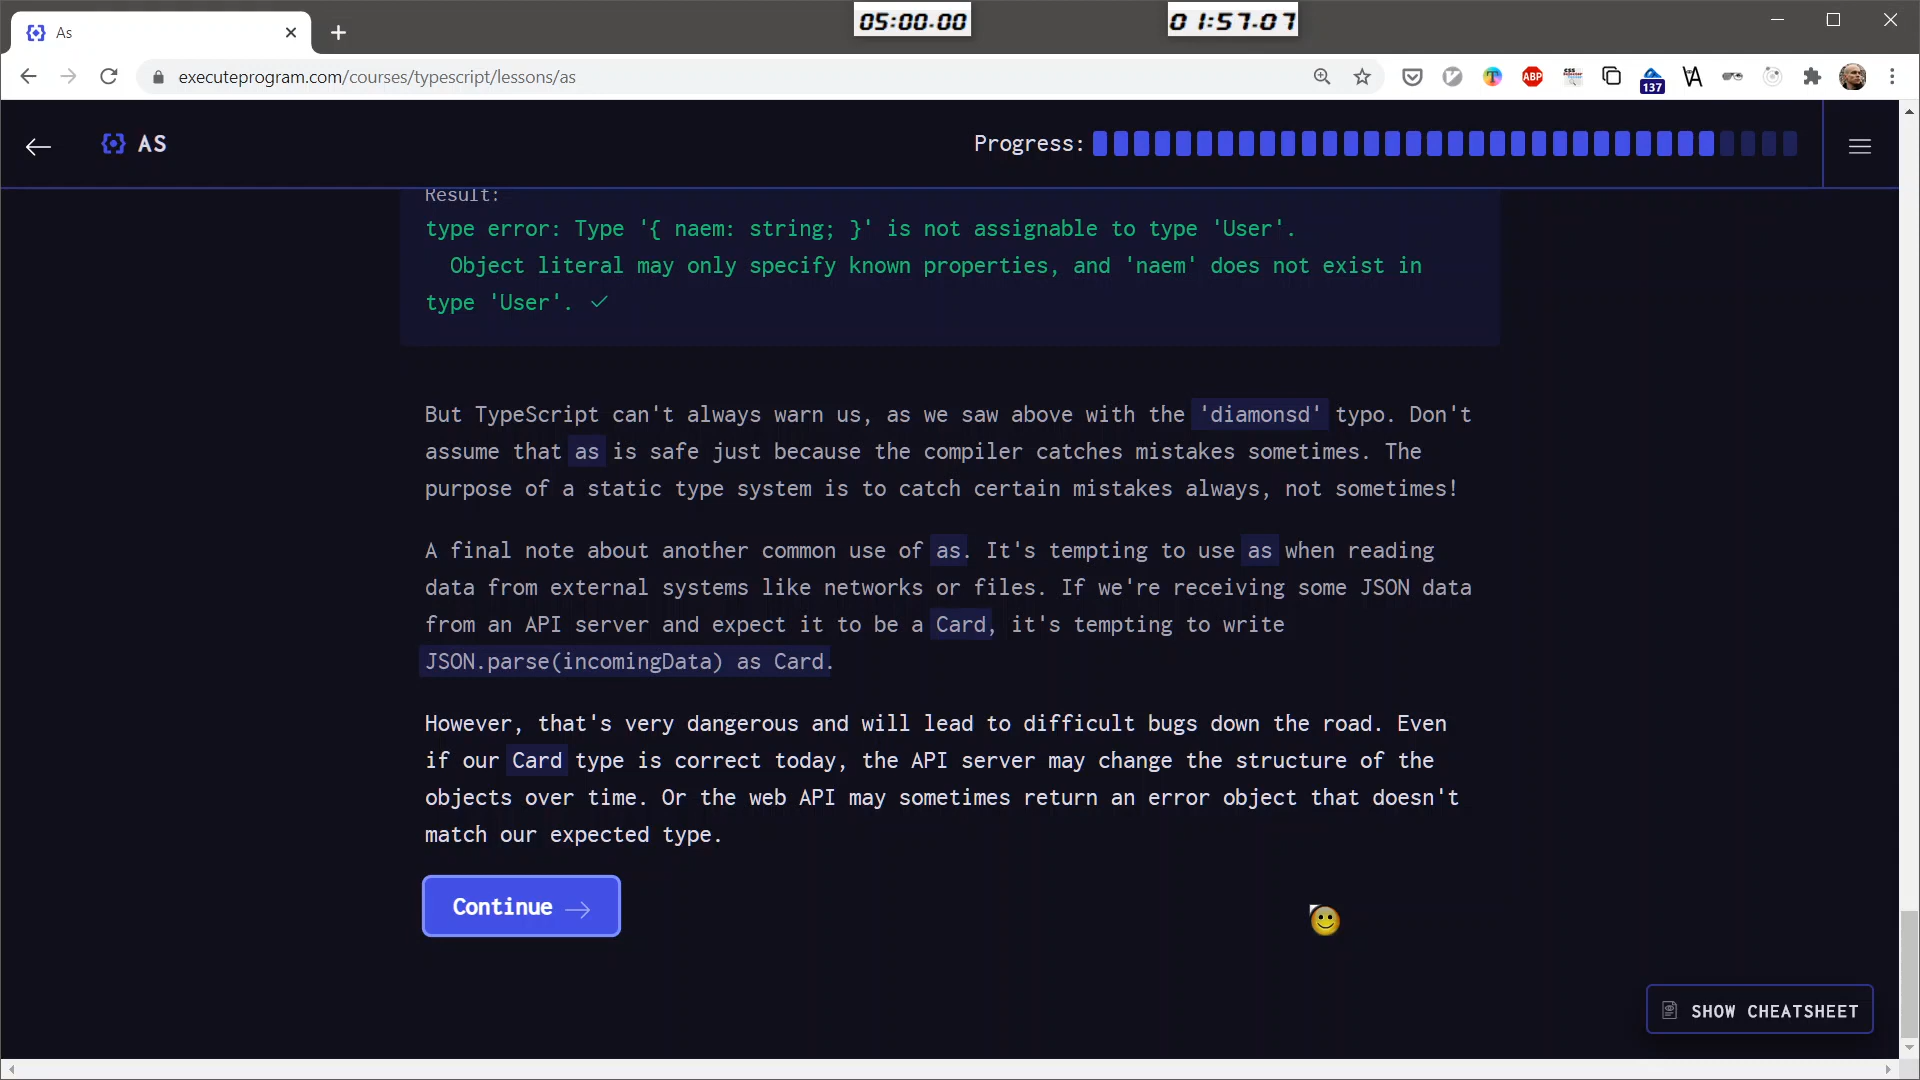 As
05:00.00
01:57.07
executeprogram.com/courses/typescript/lessons/as
ABP
CSS
137
AS
Progress:
Result:
type error: Type '{ naem: string; }' is not assignable to type 'User'.
Object literal may only specify known properties, and 'naem' does not exist in
type 'User'. ✓
But TypeScript can't always warn us, as we saw above with the 'diamonsd' typo. Don't
assume that as is safe just because the compiler catches mistakes sometimes. The
purpose of a static type system is to catch certain mistakes always, not sometimes!
A final note about another common use of as. It's tempting to use as when reading
data from external systems like networks or files. If we're receiving some JSON data
from an API server and expect it to be a Card, it's tempting to write
JSON.parse(incomingData) as Card.
However, that's very dangerous and will lead to difficult bugs down the road. Even
if our Card type is correct today, the API server may change the structure of the
objects over time. Or the web API may sometimes return an error object that doesn't
match our expected type.
Continue →
SHOW CHEATSHEET